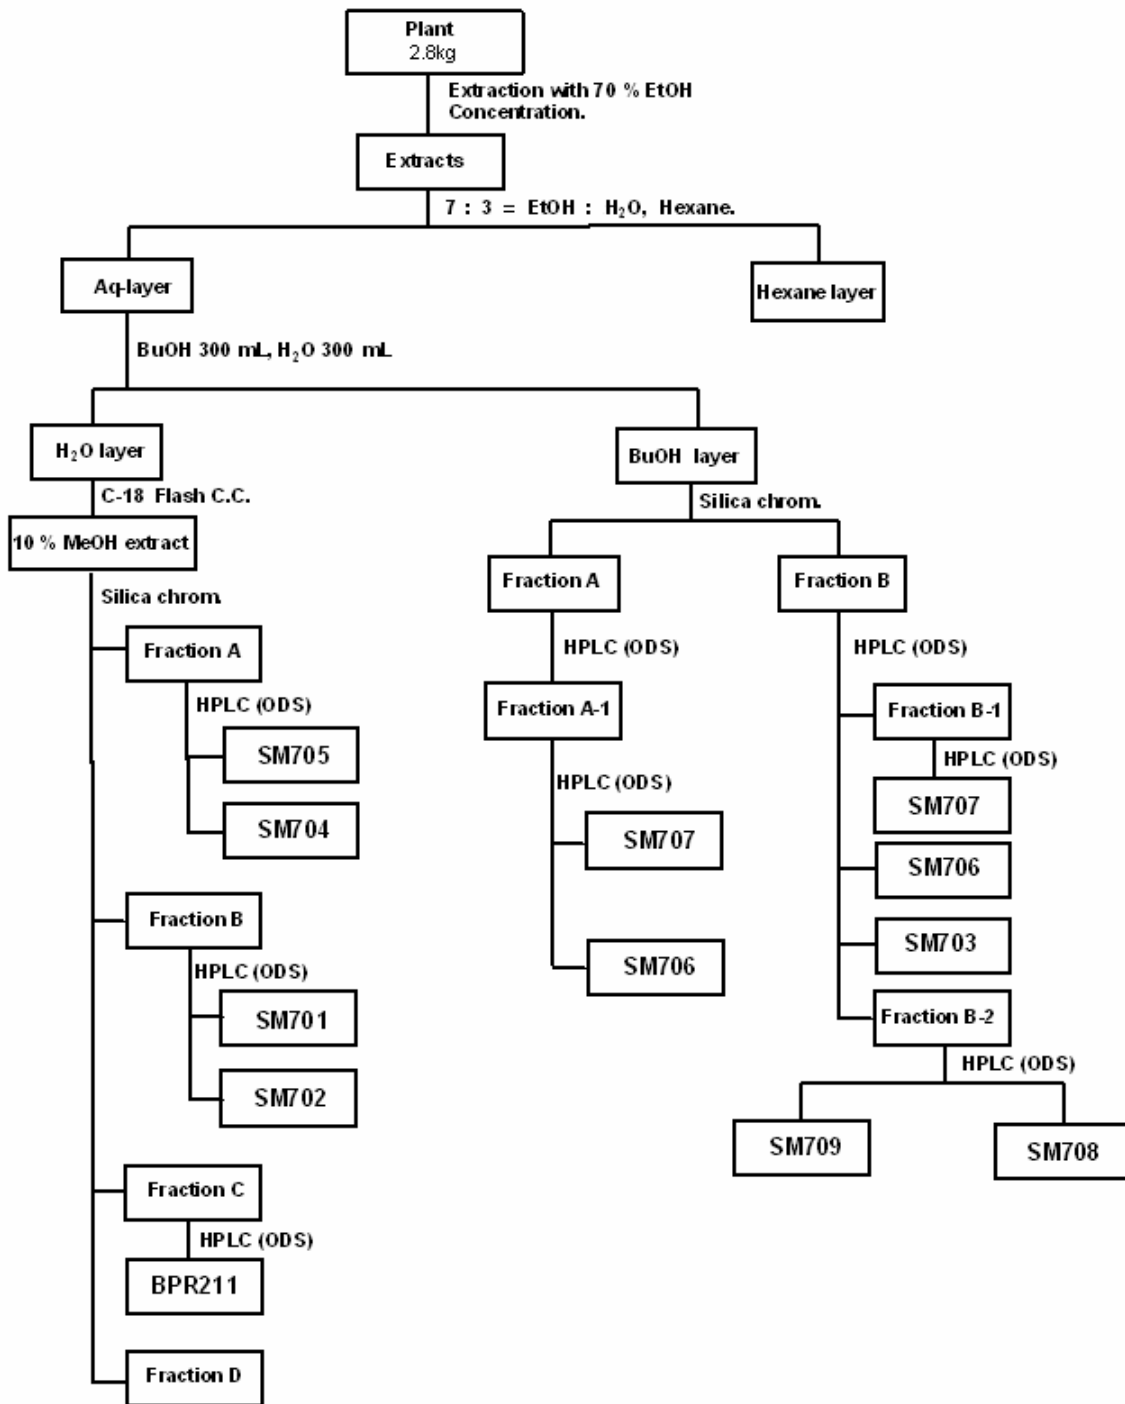 Plant
2.8kg
Extraction with 70 % EtOH
Concentration.
Extracts
7 : 3 = EtOH : H₂O, Hexane.
Aq-layer
Hexane layer
BuOH 300 mL, H₂O 300 mL
H₂O layer
BuOH layer
C-18 Flash C.C.
Silica chrom.
10 % MeOH extract
Silica chrom.
Fraction A
HPLC (ODS)
SM705
SM704
Fraction B
HPLC (ODS)
SM701
SM702
Fraction C
HPLC (ODS)
BPR211
Fraction D
Fraction A
HPLC (ODS)
Fraction A-1
HPLC (ODS)
SM707
SM706
Fraction B
HPLC (ODS)
Fraction B-1
HPLC (ODS)
SM707
SM706
SM703
Fraction B-2
HPLC (ODS)
SM709
SM708